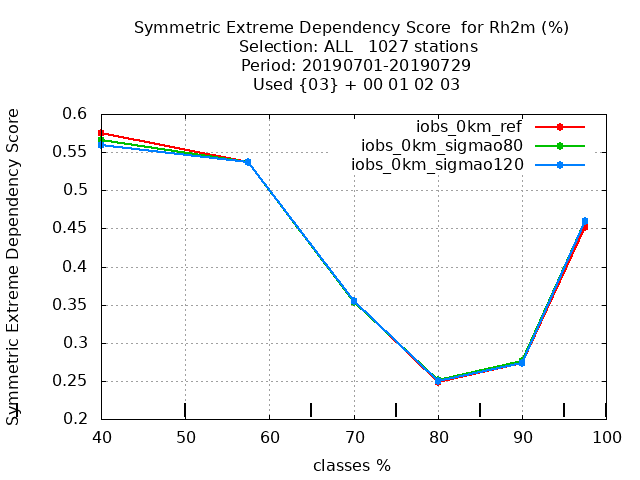 Symmetric Extreme Dependency Score for Rh2m (%)
Selection: ALL 1027 stations
Period: 20190701-20190729
Used {03} + 00 01 02 03
Symmetric Extreme Dependency Score
0.6
0.55
0.5
0.45
0.4
0.35
0.3
0.25
0.2
iobs_0km_ref
iobs_0km_sigmao80
iobs_0km_sigmao120
40 50 60 70 80 90 100
classes %